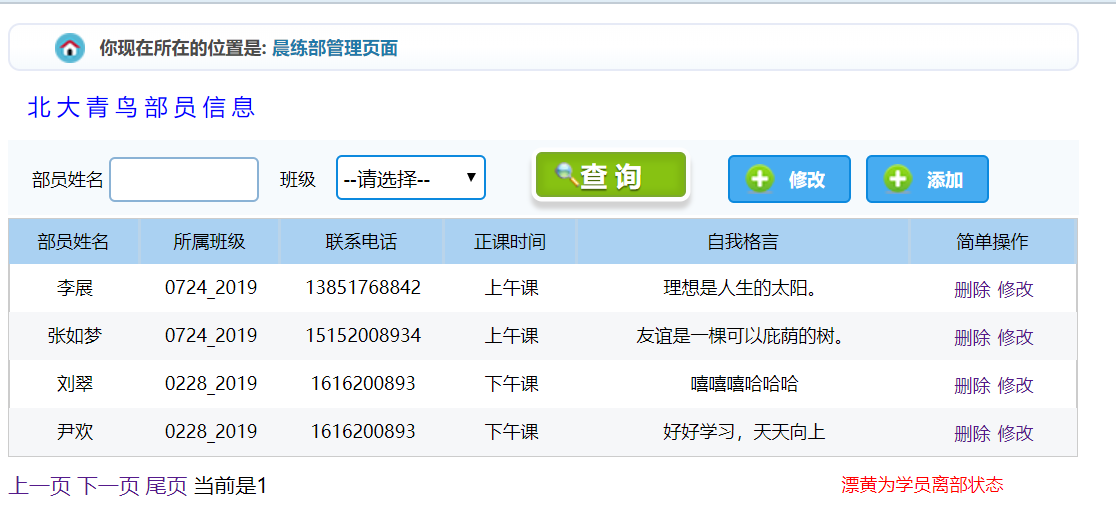 你现在所在的位置是: 晨练部管理页面
北大青鸟部员信息
部员姓名 班级 --请选择-- 查询 修改 添加
部员姓名 所属班级 联系电话 正课时间 自我格言 简单操作
李展 0724_2019 13851768842 上午课 理想是人生的太阳。 删除 修改
张如梦 0724_2019 15152008934 上午课 友谊是一棵可以庇荫的树。 删除 修改
刘翠 0228_2019 1616200893 下午课 嘻嘻嘻哈哈哈 删除 修改
尹欢 0228_2019 1616200893 下午课 好好学习，天天向上 删除 修改
上一页 下一页 尾页 当前是1 漂黄为学员离部状态